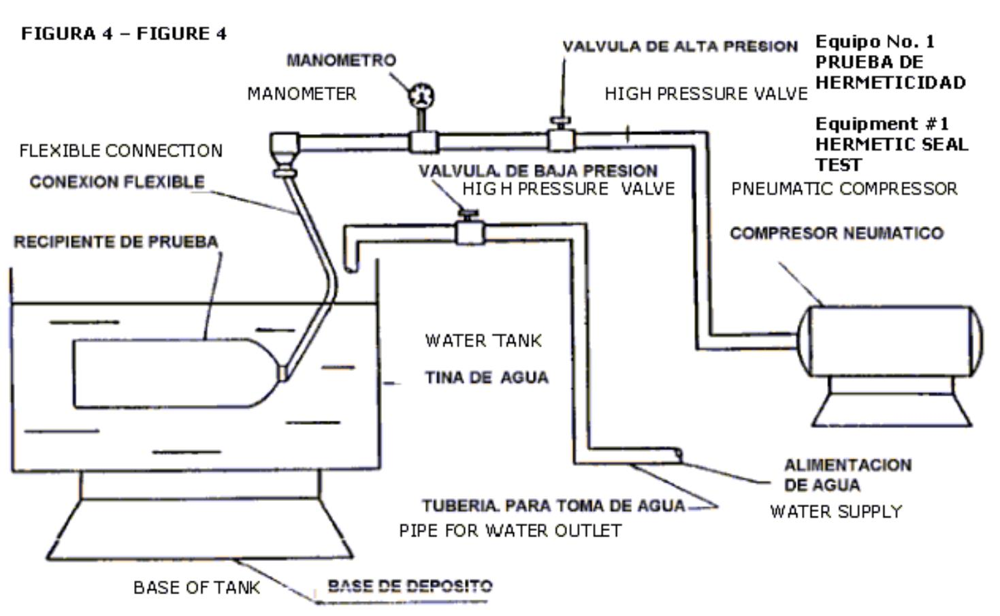 FIGURA 4 – FIGURE 4
VALVULA DE ALTA PRESION
Equipo No. 1
PRUEBA DE
HERMETICIDAD
MANOMETRO
MANOMETER
HIGH PRESSURE VALVE
Equipment #1
HERMETIC SEAL
TEST
FLEXIBLE CONNECTION
CONEXION FLEXIBLE
VALVULA. DE BAJA PRESION
HIGH PRESSURE VALVE
PNEUMATIC COMPRESSOR
COMPRESOR NEUMATICO
RECIPIENTE DE PRUEBA
WATER TANK
TINA DE AGUA
ALIMENTACION
DE AGUA
WATER SUPPLY
TUBERIA. PARA TOMA DE AGUA
PIPE FOR WATER OUTLET
BASE OF TANK
BASE DE DEPOSITO